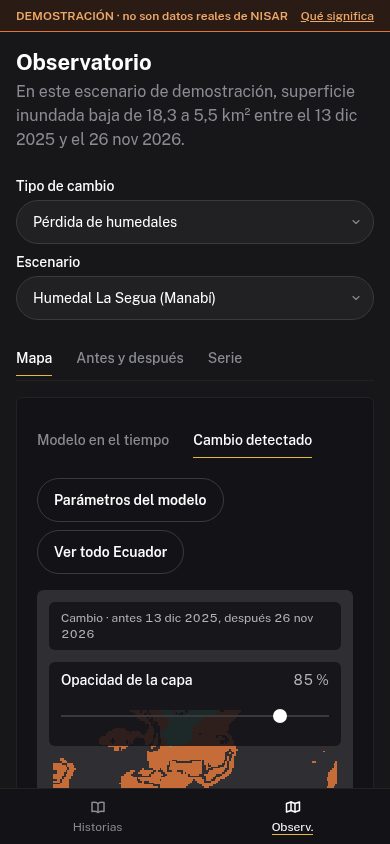 DEMOSTRACIÓN · no son datos reales de NISAR Qué significa
Observatorio
En este escenario de demostración, superficie
inundada baja de 18,3 a 5,5 km² entre el 13 dic
2025 y el 26 nov 2026.
Tipo de cambio
Pérdida de humedales
Escenario
Humedal La Segua (Manabí)
Mapa Antes y después Serie
Modelo en el tiempo Cambio detectado
Parámetros del modelo
Ver todo Ecuador
Cambio · antes 13 dic 2025, después 26 nov
2026
Opacidad de la capa 85 %
Historias Observ.